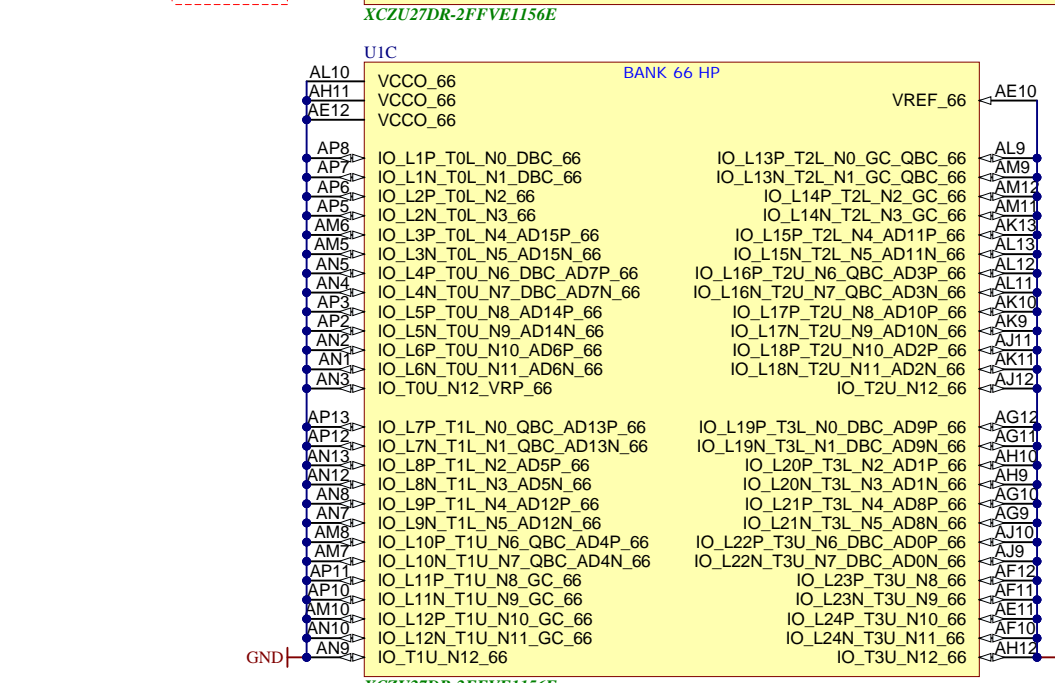 XCZU27DR-2FFVE1156E
U1C
BANK 66 HP
AL10 VCCO_66
AH11 VCCO_66 VREF_66 AE10
AE12 VCCO_66
AP8 IO_L1P_T0L_N0_DBC_66 IO_L13P_T2L_N0_GC_QBC_66 AL9
AP7 IO_L1N_T0L_N1_DBC_66 IO_L13N_T2L_N1_GC_QBC_66 AM9
AP6 IO_L2P_T0L_N2_66 IO_L14P_T2L_N2_GC_66 AM12
AP5 IO_L2N_T0L_N3_66 IO_L14N_T2L_N3_GC_66 AM11
AM6 IO_L3P_T0L_N4_AD15P_66 IO_L15P_T2L_N4_AD11P_66 AK13
AM5 IO_L3N_T0L_N5_AD15N_66 IO_L15N_T2L_N5_AD11N_66 AL13
AN5 IO_L4P_T0U_N6_DBC_AD7P_66 IO_L16P_T2U_N6_QBC_AD3P_66 AL12
AN4 IO_L4N_T0U_N7_DBC_AD7N_66 IO_L16N_T2U_N7_QBC_AD3N_66 AL11
AP3 IO_L5P_T0U_N8_AD14P_66 IO_L17P_T2U_N8_AD10P_66 AK10
AP2 IO_L5N_T0U_N9_AD14N_66 IO_L17N_T2U_N9_AD10N_66 AK9
AN2 IO_L6P_T0U_N10_AD6P_66 IO_L18P_T2U_N10_AD2P_66 AJ11
AN1 IO_L6N_T0U_N11_AD6N_66 IO_L18N_T2U_N11_AD2N_66 AK11
AN3 IO_T0U_N12_VRP_66 IO_T2U_N12_66 AJ12
AP13 IO_L7P_T1L_N0_QBC_AD13P_66 IO_L19P_T3L_N0_DBC_AD9P_66 AG12
AP12 IO_L7N_T1L_N1_QBC_AD13N_66 IO_L19N_T3L_N1_DBC_AD9N_66 AG11
AN13 IO_L8P_T1L_N2_AD5P_66 IO_L20P_T3L_N2_AD1P_66 AH10
AN12 IO_L8N_T1L_N3_AD5N_66 IO_L20N_T3L_N3_AD1N_66 AH9
AN8 IO_L9P_T1L_N4_AD12P_66 IO_L21P_T3L_N4_AD8P_66 AG10
AN7 IO_L9N_T1L_N5_AD12N_66 IO_L21N_T3L_N5_AD8N_66 AG9
AM8 IO_L10P_T1U_N6_QBC_AD4P_66 IO_L22P_T3U_N6_DBC_AD0P_66 AJ10
AM7 IO_L10N_T1U_N7_QBC_AD4N_66 IO_L22N_T3U_N7_DBC_AD0N_66 AJ9
AP11 IO_L11P_T1U_N8_GC_66 IO_L23P_T3U_N8_66 AF12
AP10 IO_L11N_T1U_N9_GC_66 IO_L23N_T3U_N9_66 AF11
AM10 IO_L12P_T1U_N10_GC_66 IO_L24P_T3U_N10_66 AE11
AN10 IO_L12N_T1U_N11_GC_66 IO_L24N_T3U_N11_66 AF10
GND AN9 IO_T1U_N12_66 IO_T3U_N12_66 AH12
XCZU27DR-2FFVE1156E